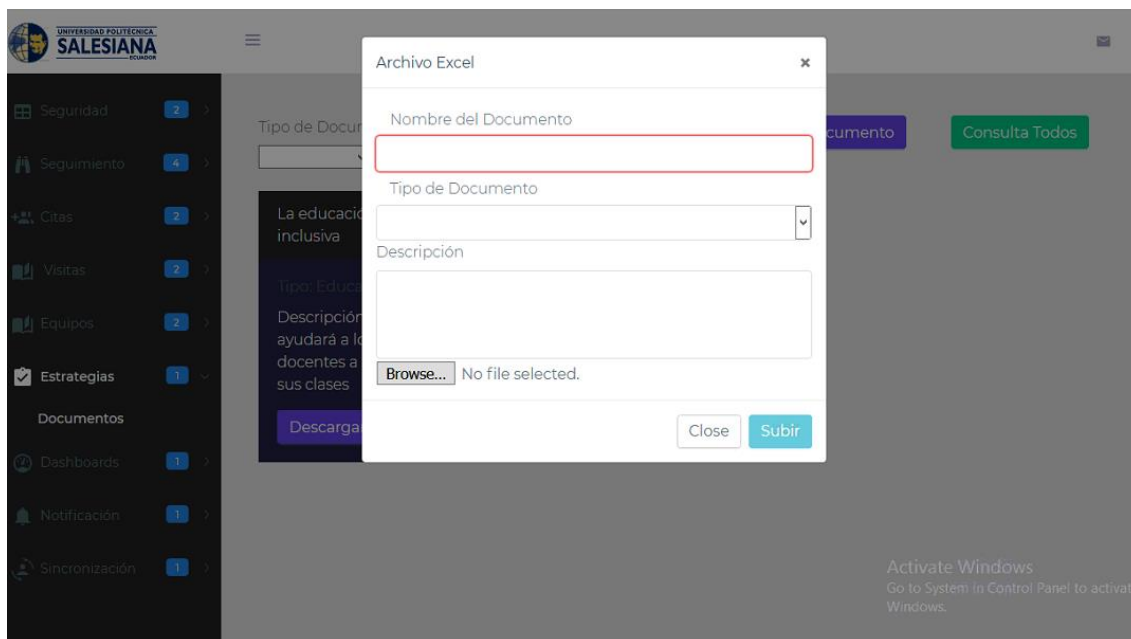 UNIVERSIDAD POLITÉCNICA
SALESIANA
ECUADOR
Seguridad 2
Seguimiento 4
Citas 2
Visitas 2
Equipos 2
Estrategias 1
Documentos
Dashboards 1
Notificación 1
Sincronización 1
Tipo de Docum
cumento
Consulta Todos
La educació
inclusiva
Tipo: Educa
Descripción
ayudará a lo
docentes a
sus clases
Descarga
Archivo Excel ×
Nombre del Documento
Tipo de Documento
Descripción
Browse... No file selected.
Close Subir
Activate Windows
Go to System in Control Panel to activat
Windows.